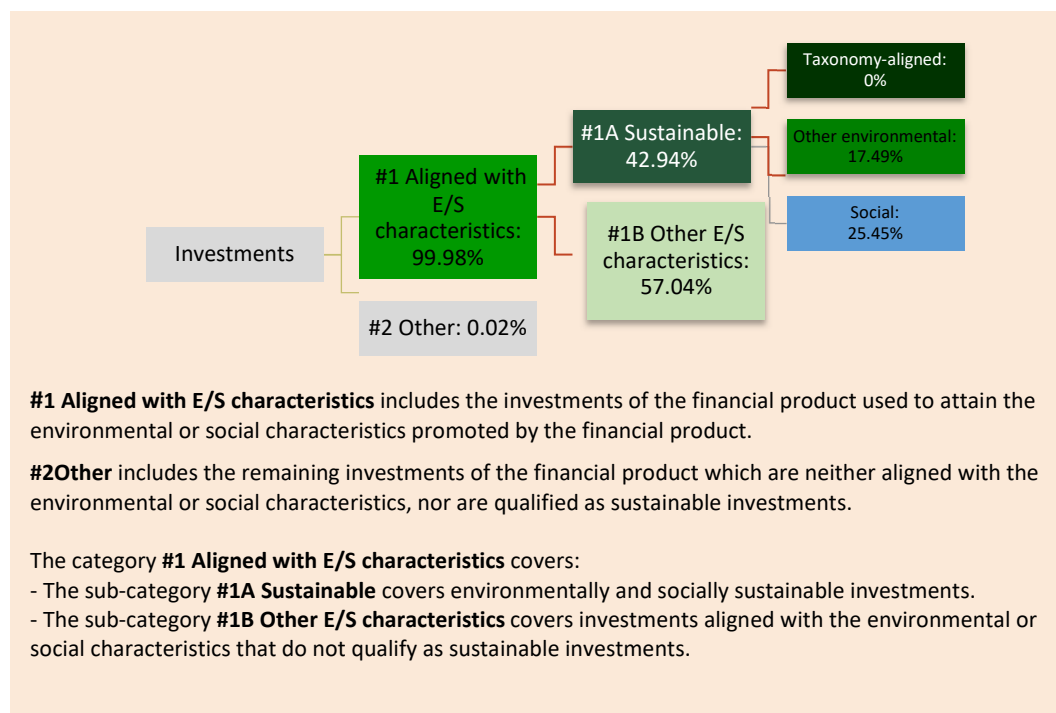 Taxonomy-aligned:
0%
#1A Sustainable:
42.94%
Other environmental:
17.49%
#1 Aligned with
E/S
characteristics:
99.98%
Social:
25.45%
#1B Other E/S
characteristics:
57.04%
Investments
#2 Other: 0.02%
#1 Aligned with E/S characteristics includes the investments of the financial product used to attain the
environmental or social characteristics promoted by the financial product.
#2Other includes the remaining investments of the financial product which are neither aligned with the
environmental or social characteristics, nor are qualified as sustainable investments.
The category #1 Aligned with E/S characteristics covers:
- The sub-category #1A Sustainable covers environmentally and socially sustainable investments.
- The sub-category #1B Other E/S characteristics covers investments aligned with the environmental or
social characteristics that do not qualify as sustainable investments.